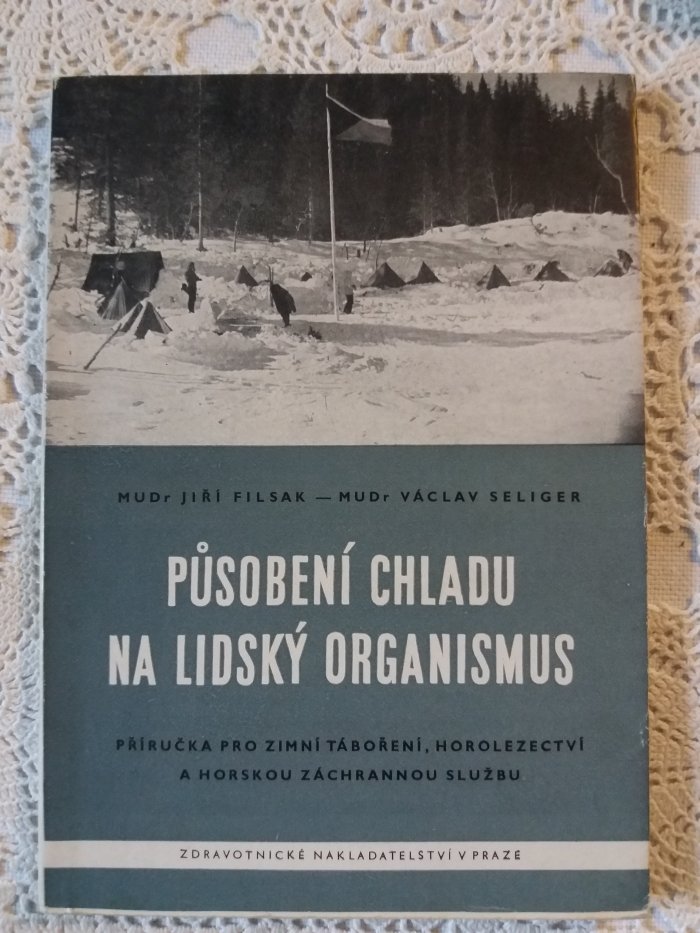 MUDr JIŘÍ FILSAK — MUDr VÁCLAV SELIGER
PŮSOBENÍ CHLADU
NA LIDSKÝ ORGANISMUS
PŘÍRUČKA PRO ZIMNÍ TÁBOŘENÍ, HOROLEZECTVÍ
A HORSKOU ZÁCHRANNOU SLUŽBU
ZDRAVOTNICKÉ NAKLADATELSTVÍ V PRAZE